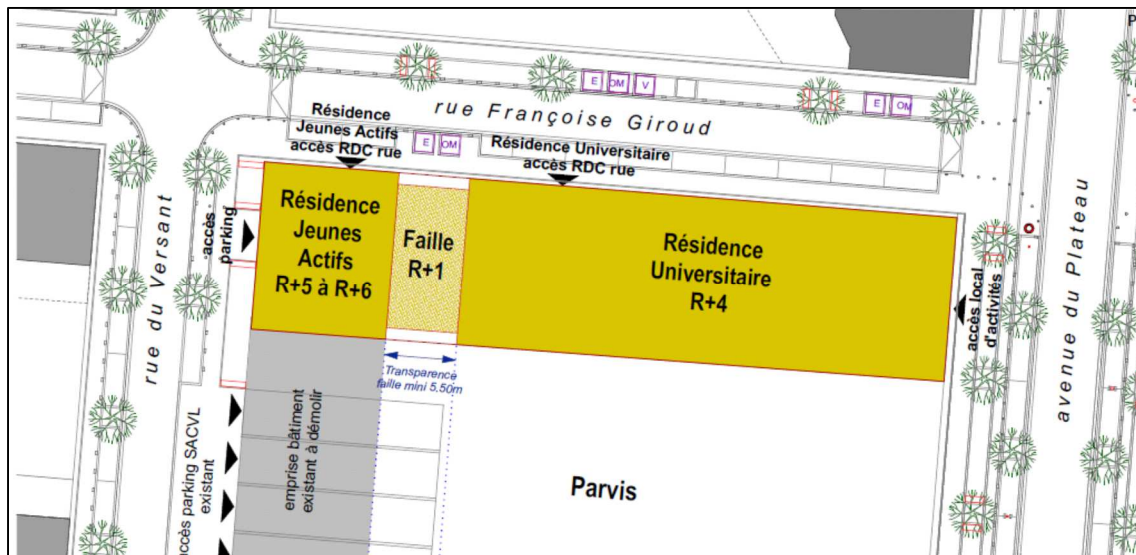 P
E
OM
V
E
OM
rue Françoise Giroud
Résidence
Jeunes Actifs
accès RDC rue
E
OM
Résidence Universitaire
accès RDC rue
rue du Versant
accès
parking
Résidence
Jeunes
Actifs
R+5 à R+6
Faille
R+1
Résidence
Universitaire
R+4
accès local
d'activités
avenue du Plateau
Transparence
faille mini 5.50m
emprise bâtiment
existant à démolir
accès parking SACVL
existant
Parvis